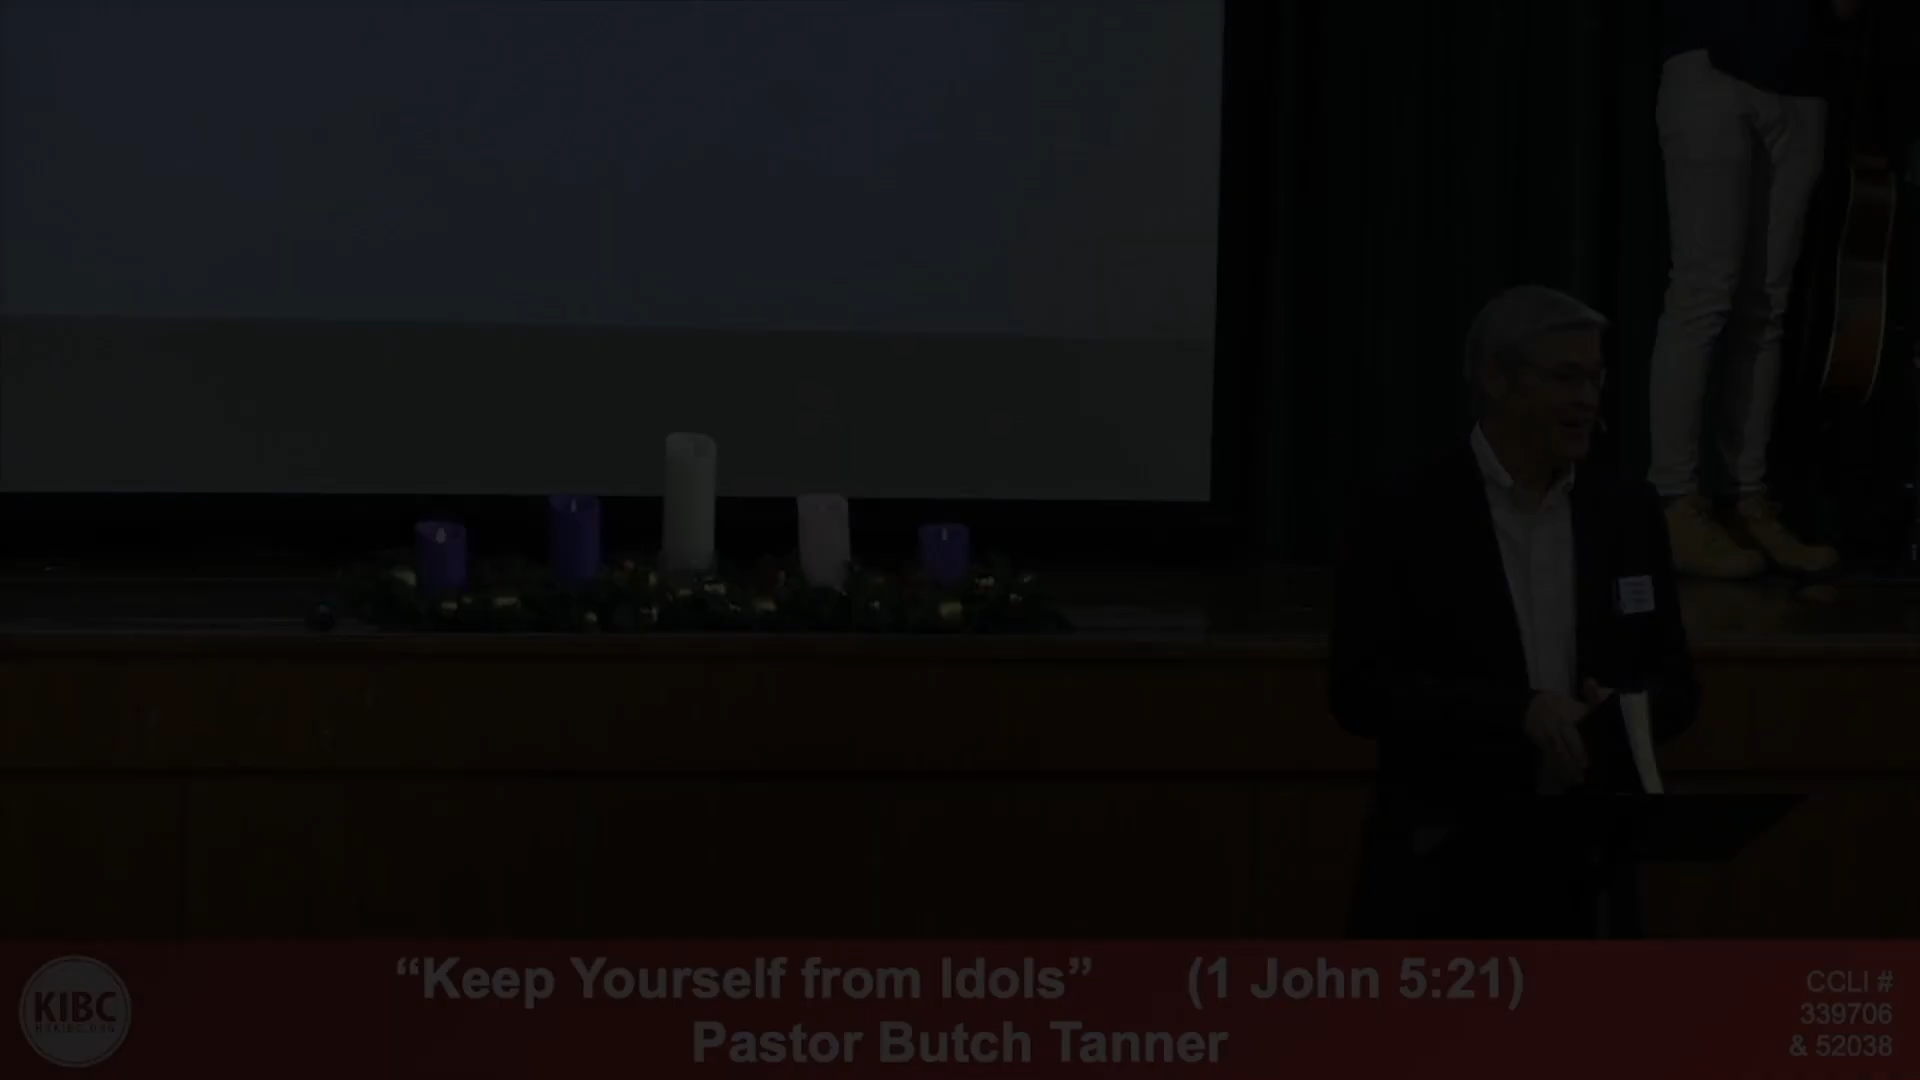 “Keep Yourself from Idols” (1 John 5:21)
Pastor Butch Tanner
KIBC
CCLI #
339706
& 52038